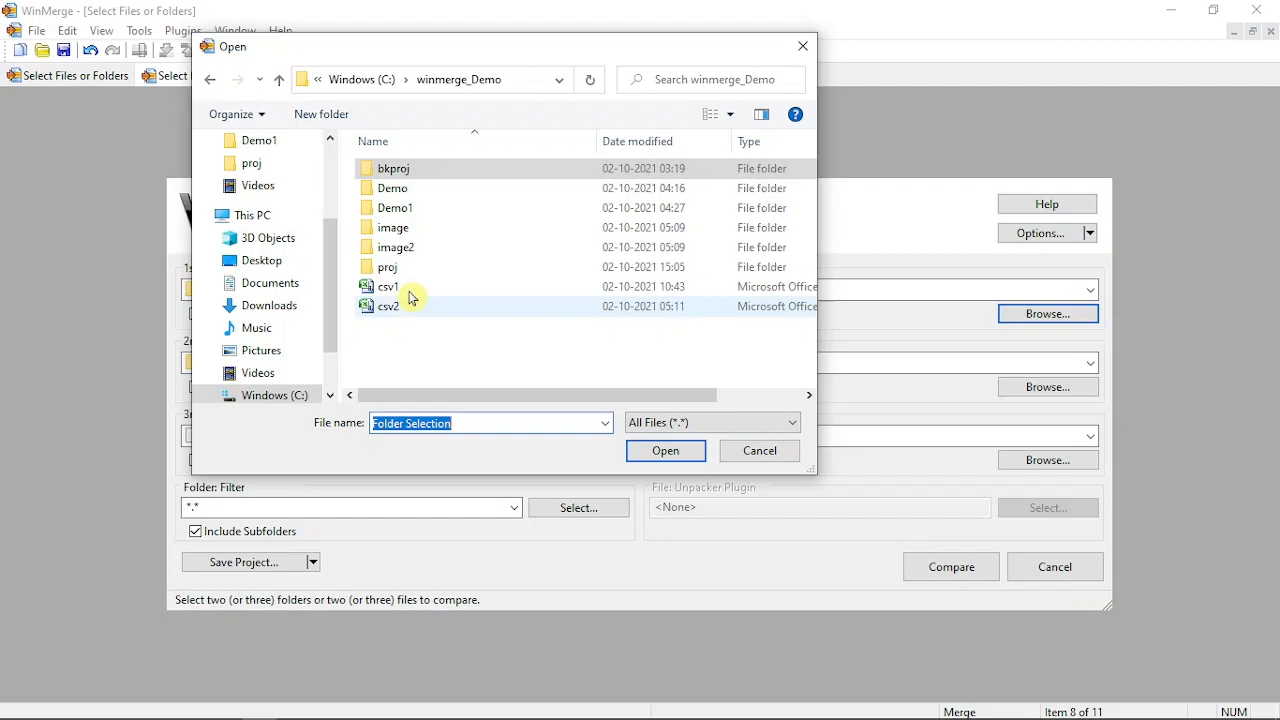 WinMerge - [Select Files or Folders]
File Edit View Tools Plugins Window Help
Select Files or Folders Select
Open
« Windows (C:) › winmerge_Demo
Search winmerge_Demo
Organize New folder
Demo1
proj
Videos
This PC
3D Objects
Desktop
Documents
Downloads
Music
Pictures
Videos
Windows (C:)
Name Date modified Type
bkproj 02-10-2021 03:19 File folder
Demo 02-10-2021 04:16 File folder
Demo1 02-10-2021 04:27 File folder
image 02-10-2021 05:09 File folder
image2 02-10-2021 05:09 File folder
proj 02-10-2021 15:05 File folder
csv1 02-10-2021 10:43 Microsoft Office
csv2 02-10-2021 05:11 Microsoft Office
File name: Folder Selection All Files (*.*)
Open Cancel
Help
Options...
Browse...
Browse...
Browse...
Folder: Filter
*.* Select...
Include Subfolders
File: Unpacker Plugin
<None> Select...
Save Project... Compare Cancel
Select two (or three) folders or two (or three) files to compare.
Merge Item 8 of 11 NUM